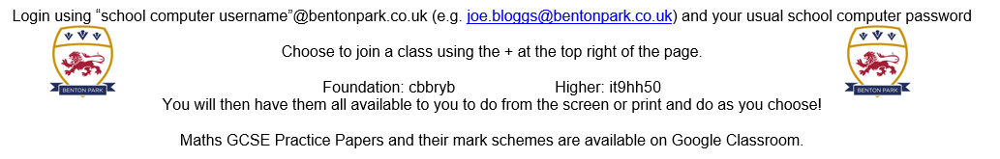 Login using “school computer username”@bentonpark.co.uk (e.g. joe.bloggs@bentonpark.co.uk) and your usual school computer password
Choose to join a class using the + at the top right of the page.
BENTON PARK
BENTON PARK
Foundation: cbbryb Higher: it9hh50
You will then have them all available to you to do from the screen or print and do as you choose!
Maths GCSE Practice Papers and their mark schemes are available on Google Classroom.